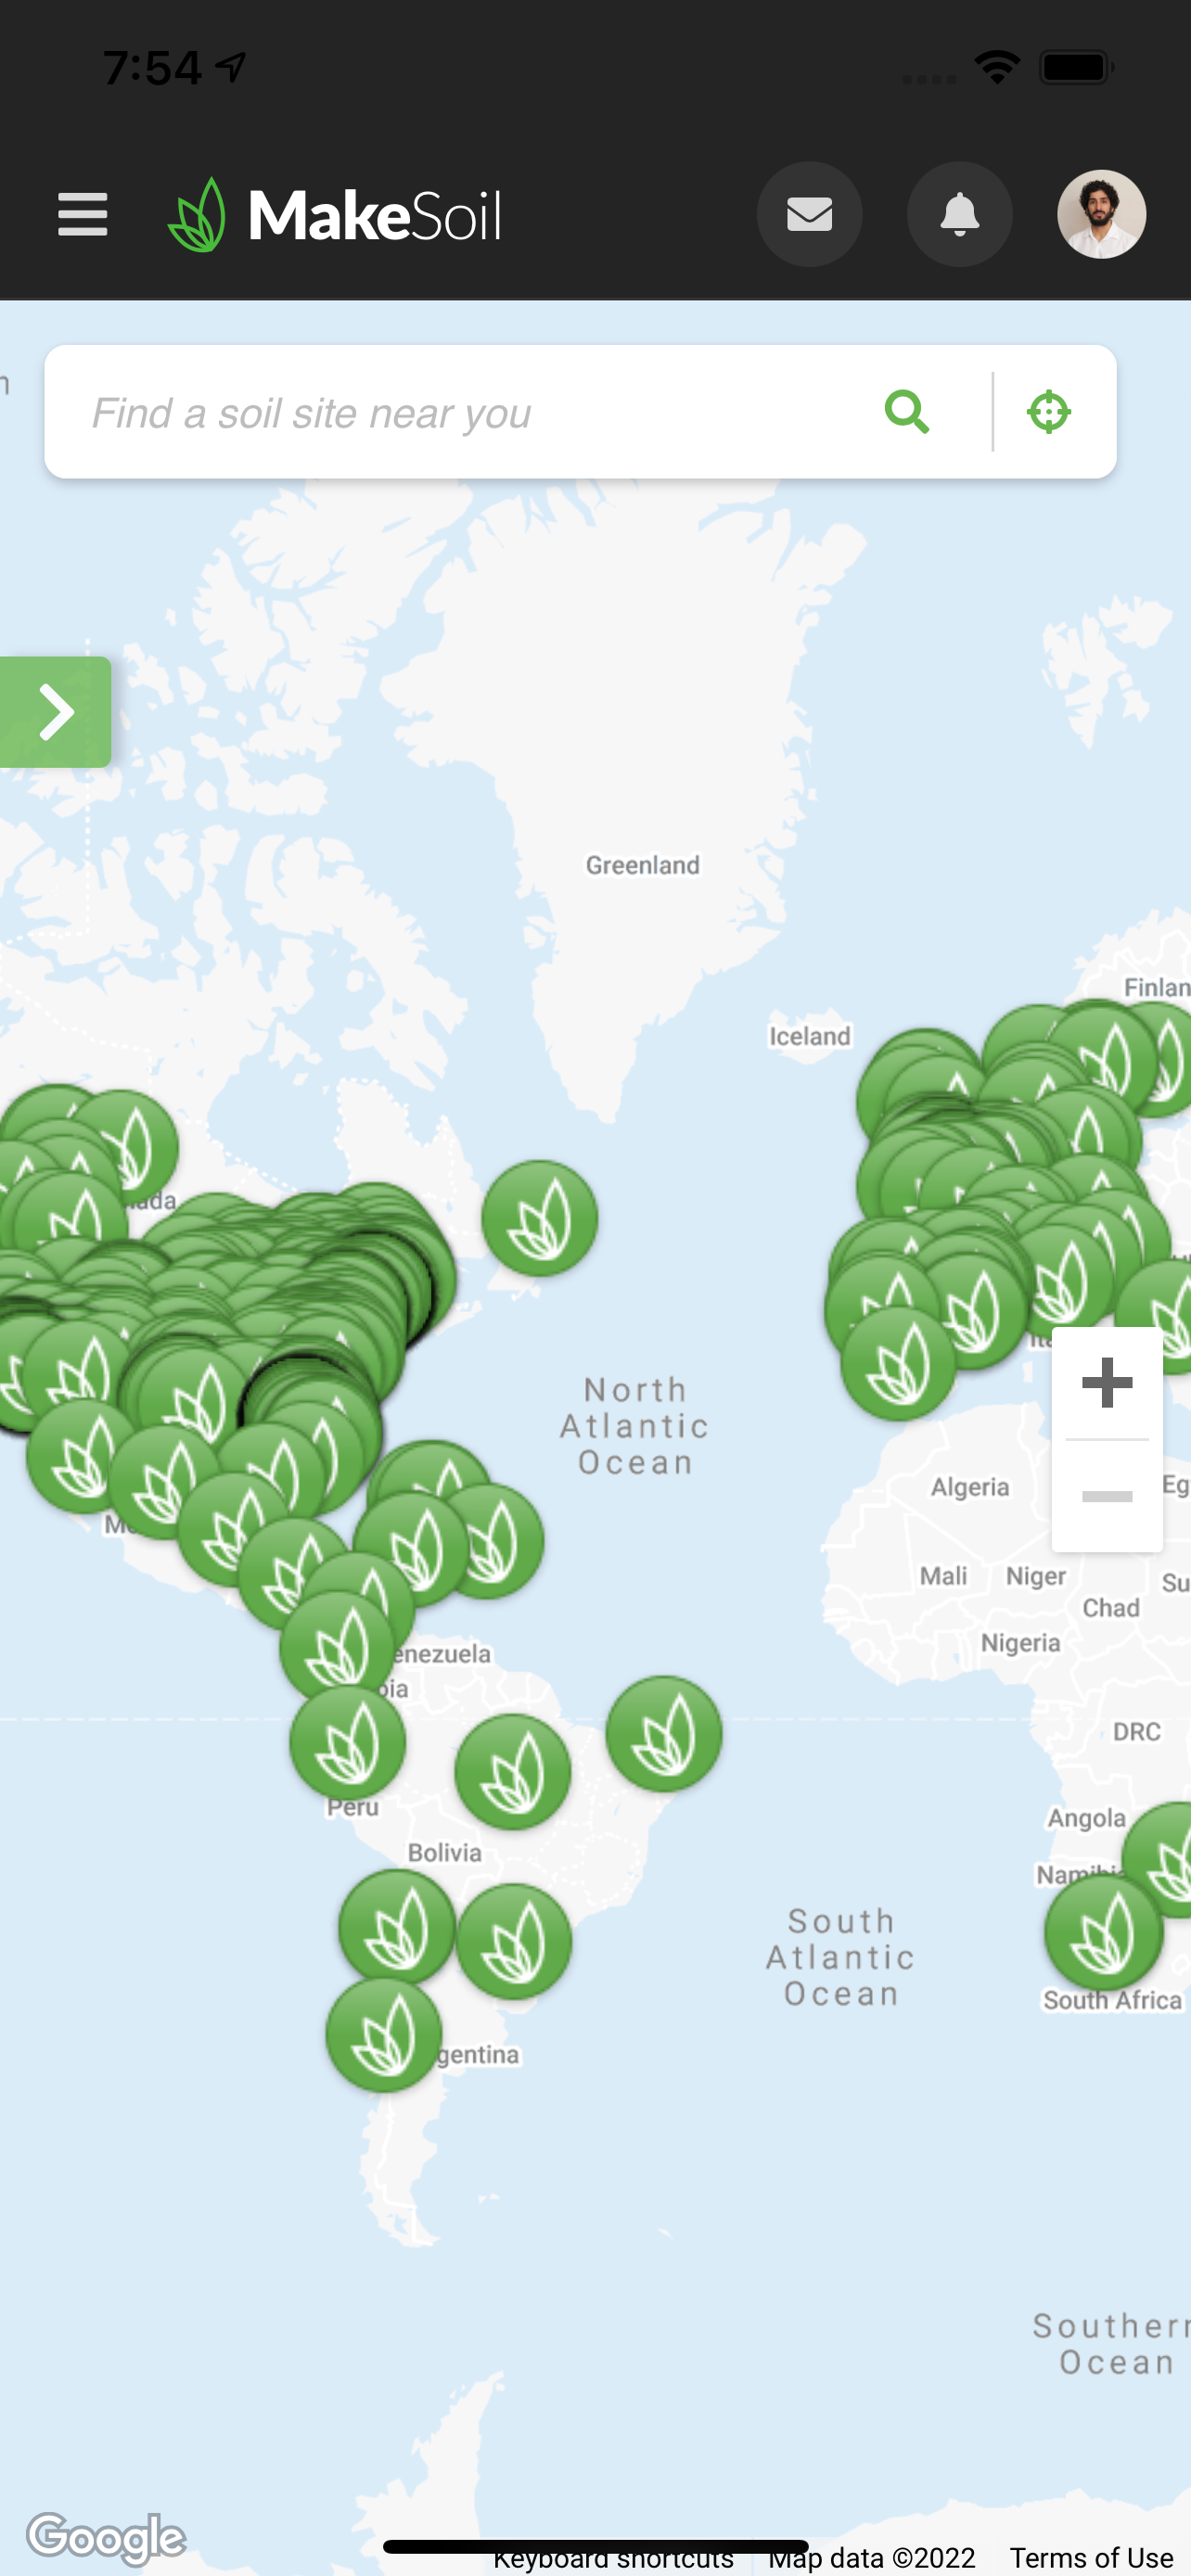 7:54
MakeSoil
Find a soil site near you
Greenland
Finlan
Iceland
ada
North
Atlantic
Ocean
Ita
Algeria
Eg
M
Mali
Niger
Su
Chad
Nigeria
enezuela
bia
DRC
Peru
Angola
Bolivia
Namibia
South
Atlantic
Ocean
South Africa
gentina
Southern
Ocean
Google
Keyboard shortcuts
Map data ©2022
Terms of Use